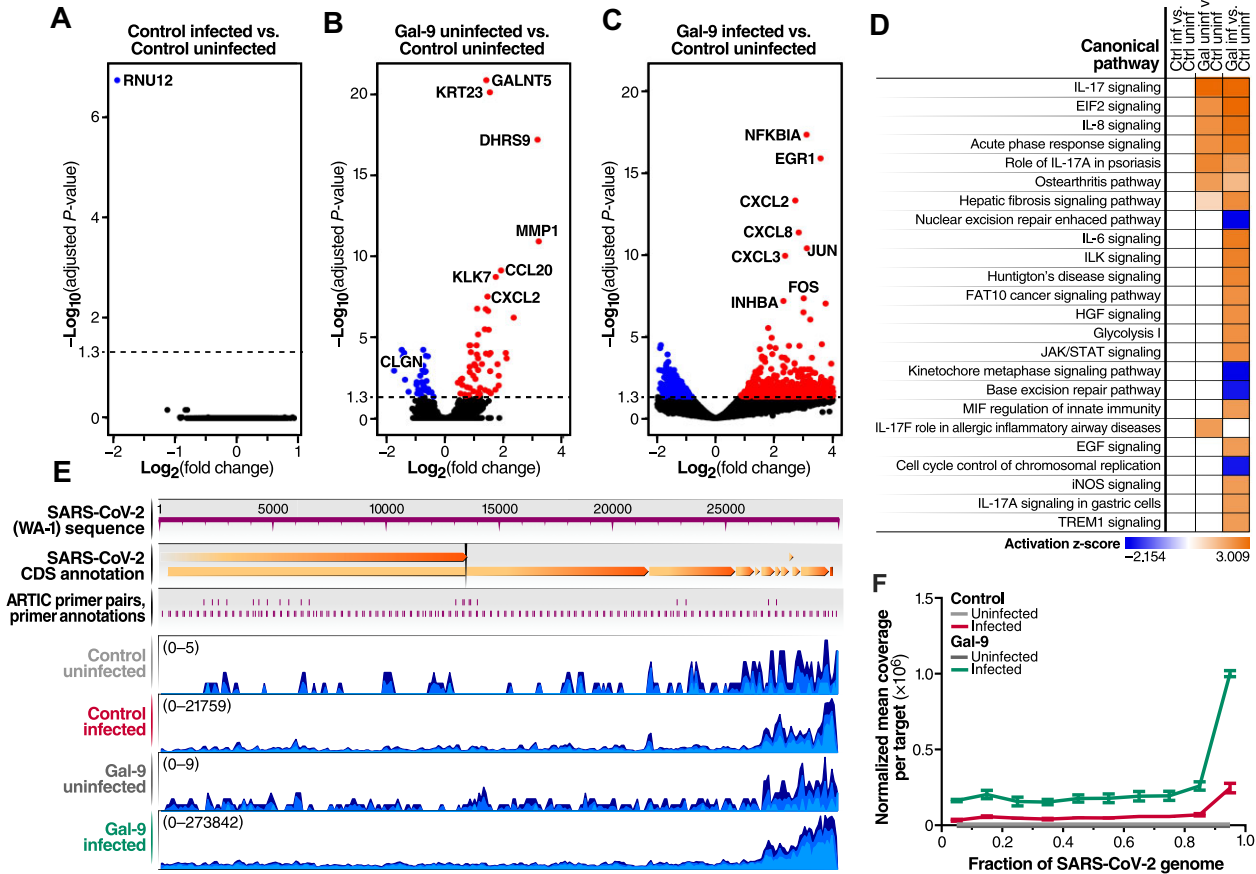 A
Control infected vs.
Control uninfected
RNU12
6
4
2
1.3
0
−2
−1
0
1
−Log10(adjusted P-value)
Log2(fold change)
B
Gal-9 uninfected vs.
Control uninfected
GALNT5
KRT23
DHRS9
MMP1
CCL20
KLK7
CXCL2
CLGN
20
15
10
5
1.3
0
−2
0
2
4
−Log10(adjusted P-value)
Log2(fold change)
C
Gal-9 infected vs.
Control uninfected
NFKBIA
EGR1
CXCL2
CXCL8
JUN
CXCL3
FOS
INHBA
20
15
10
5
1.3
0
−2
0
2
4
−Log10(adjusted P-value)
Log2(fold change)
D
Canonical
pathway
Ctrl inf vs.
Ctrl uninf
Gal uninf vs.
Ctrl uninf
Gal inf vs.
Ctrl uninf
IL-17 signaling
EIF2 signaling
IL-8 signaling
Acute phase response signaling
Role of IL-17A in psoriasis
Ostearthritis pathway
Hepatic fibrosis signaling pathway
Nuclear excision repair enhaced pathway
IL-6 signaling
ILK signaling
Huntigton's disease signaling
FAT10 cancer signaling pathway
HGF signaling
Glycolysis I
JAK/STAT signaling
Kinetochore metaphase signaling pathway
Base excision repair pathway
MIF regulation of innate immunity
IL-17F role in allergic inflammatory airway diseases
EGF signaling
Cell cycle control of chromosomal replication
iNOS signaling
IL-17A signaling in gastric cells
TREM1 signaling
Activation z-score
−2.154
3.009
E
SARS-CoV-2
(WA-1) sequence
1
5000
10000
15000
20000
25000
SARS-CoV-2
CDS annotation
ARTIC primer pairs,
primer annotations
Control
uninfected
(0–5)
Control
infected
(0–21759)
Gal-9
uninfected
(0–9)
Gal-9
infected
(0–273842)
F
Control
Uninfected
Infected
Gal-9
Uninfected
Infected
1.5
1.0
0.5
0
0
0.2
0.4
0.6
0.8
1.0
Normalized mean coverage
per target (×10⁶)
Fraction of SARS-CoV-2 genome